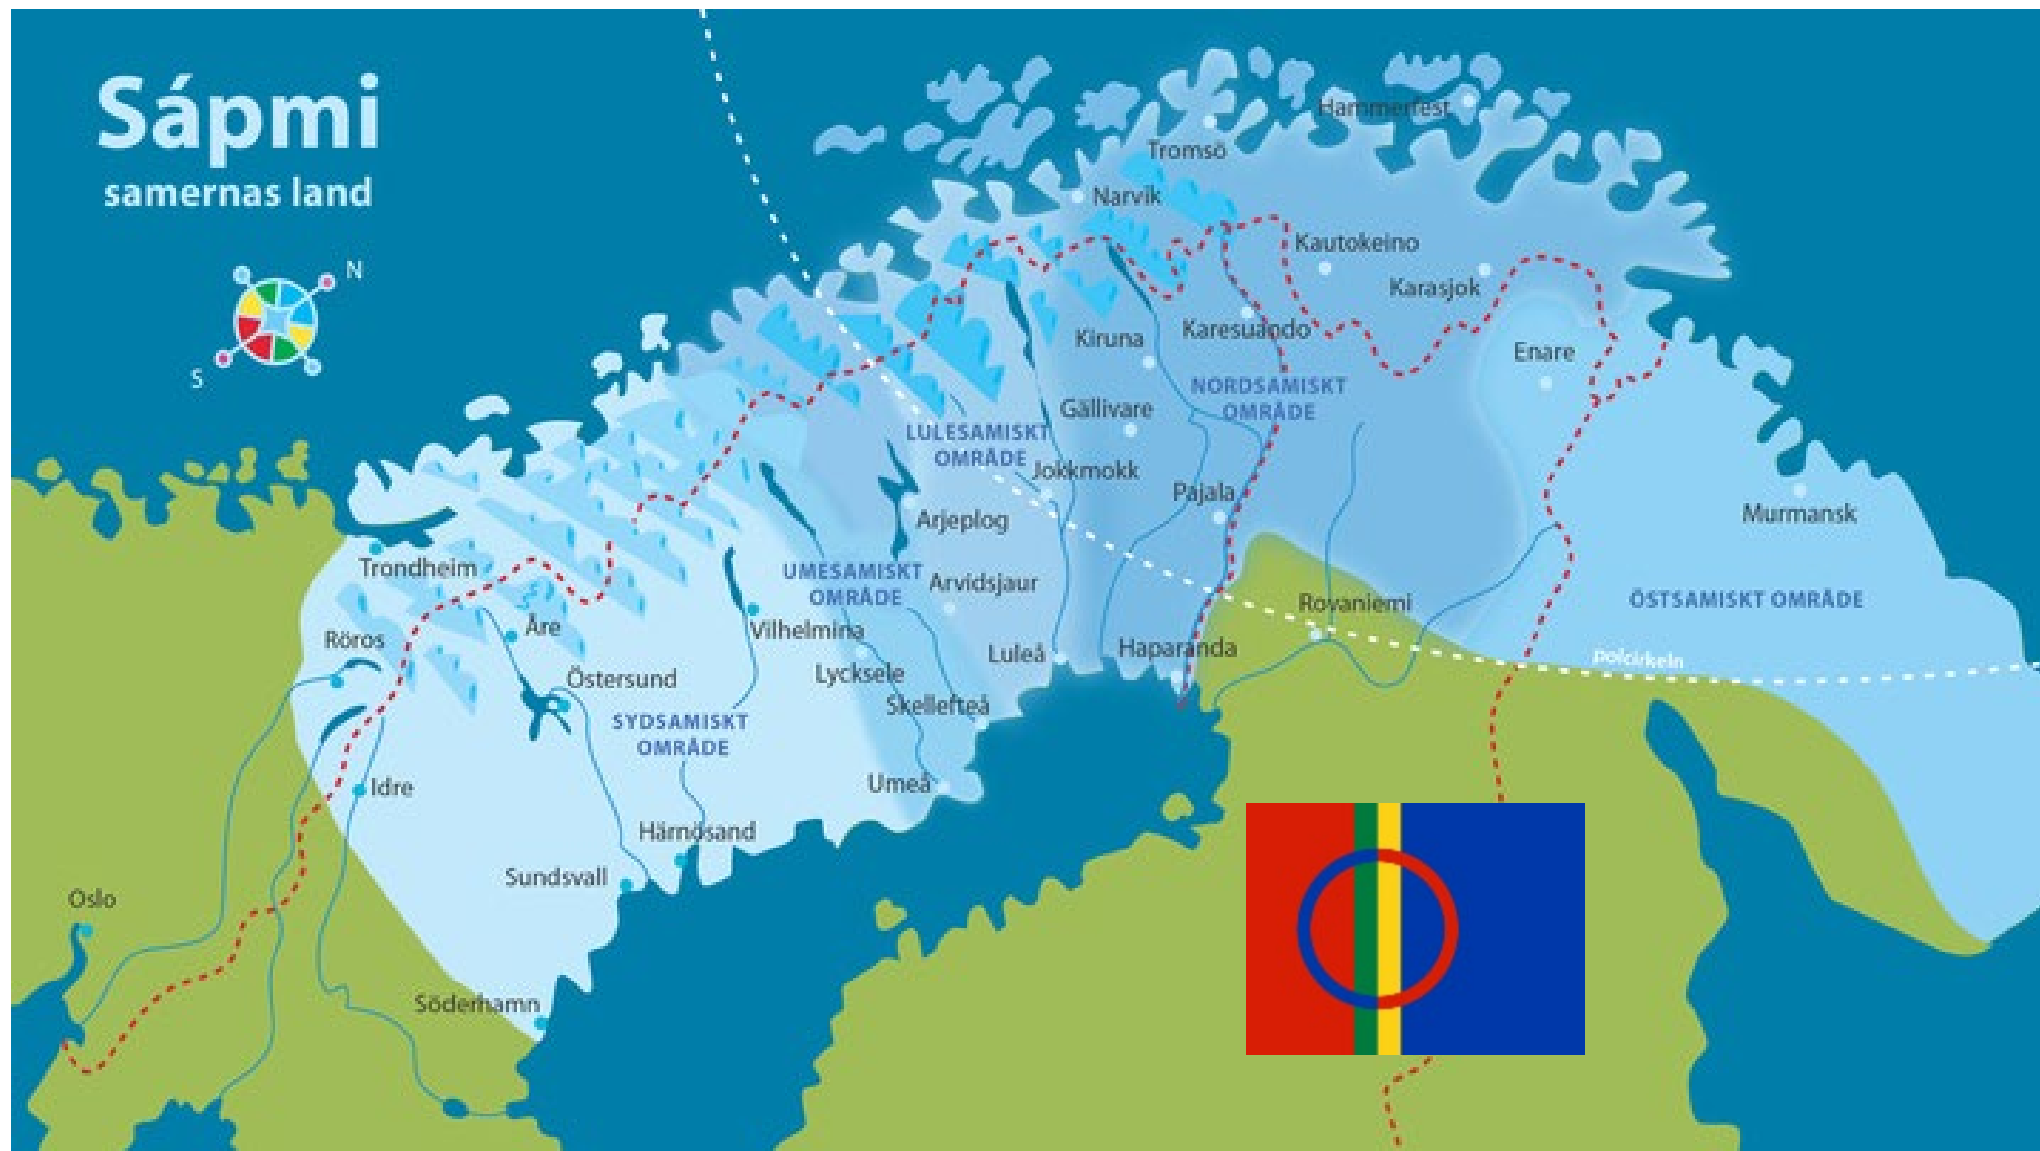 Sápmi
samernas land
N
S
Hammerfest
Tromsö
Narvik
Kautokeino
Karasjok
Karesuando
Kiruna
Enare
NORDSAMISKT
OMRÅDE
Gällivare
LULESAMISKT
OMRÅDE
Jokkmokk
Pajala
Murmansk
Arjeplog
Trondheim
UMESAMISKT
OMRÅDE
Arvidsjaur
ÖSTSAMISKT OMRÅDE
Rovaniemi
Åre
Vilhelmina
Röros
Haparanda
Luleå
polcirkeln
Lycksele
Östersund
Skellefteå
SYDSAMISKT
OMRÅDE
Umeå
Idre
Härnösand
Sundsvall
Oslo
Söderhamn